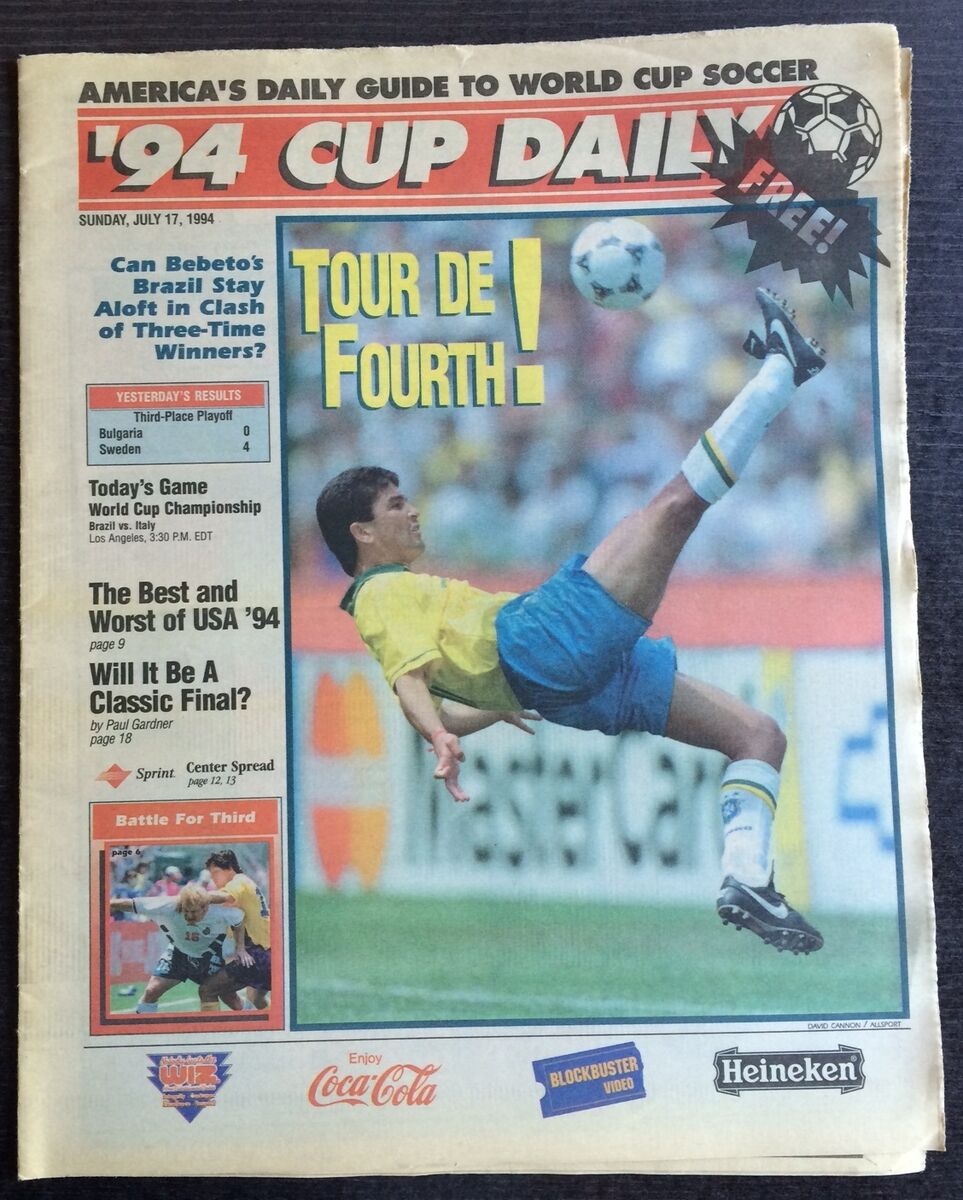 AMERICA'S DAILY GUIDE TO WORLD CUP SOCCER
'94 CUP DAILY
FREE!
SUNDAY, JULY 17, 1994
Can Bebeto's
Brazil Stay
Aloft in Clash
of Three-Time
Winners?
TOUR DE
FOURTH!
YESTERDAY'S RESULTS
Third-Place Playoff
Bulgaria 0
Sweden 4
Today's Game
World Cup Championship
Brazil vs. Italy
Los Angeles, 3:30 P.M. EDT
The Best and
Worst of USA '94
page 9
Will It Be A
Classic Final?
by Paul Gardner
page 18
Sprint. Center Spread
page 12, 13
Battle For Third
page 6
16
MasterCard
DAVID CANNON / ALLSPORT
WIZ
Enjoy
Coca-Cola
BLOCKBUSTER
VIDEO
Heineken